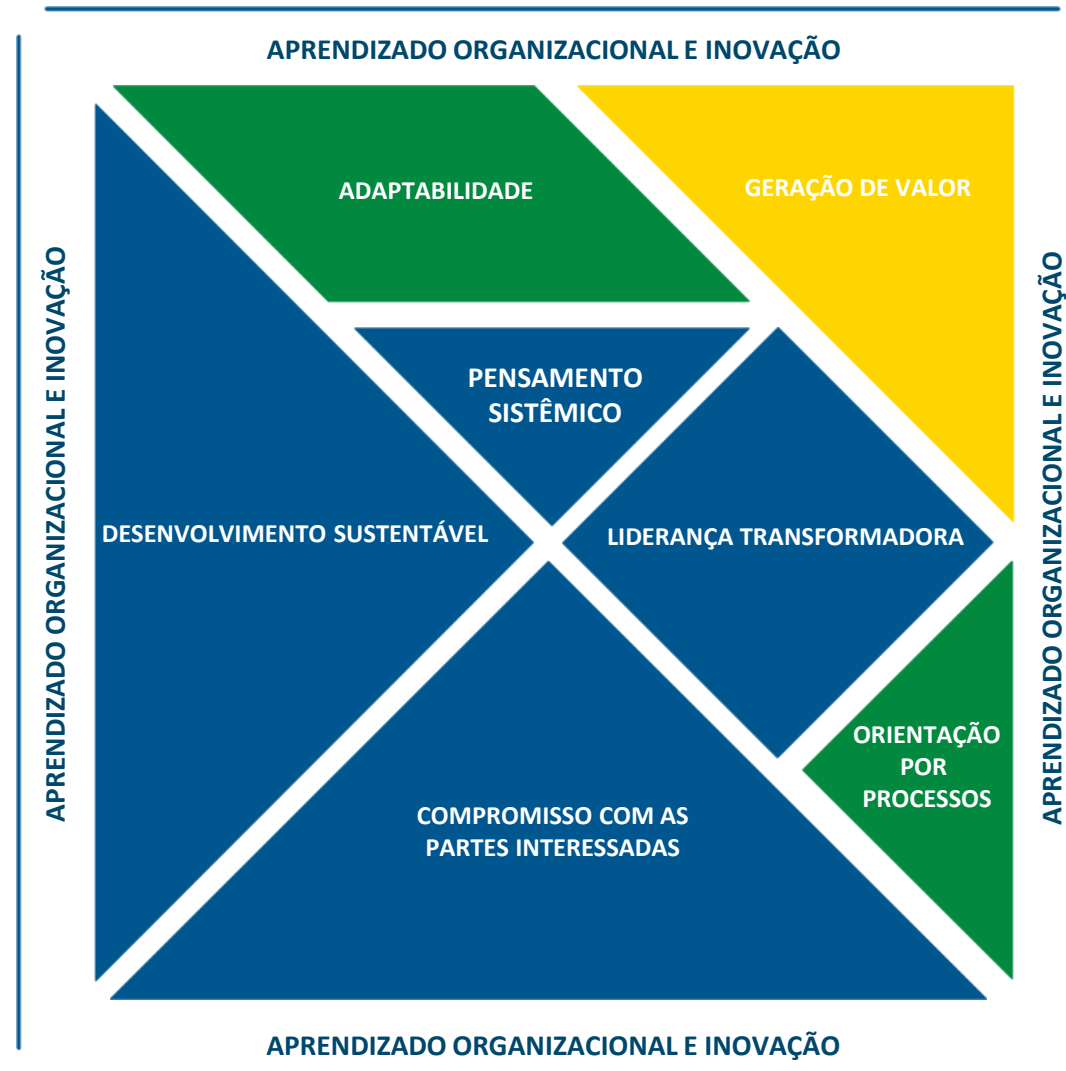 APRENDIZADO ORGANIZACIONAL E INOVAÇÃO
ADAPTABILIDADE
GERAÇÃO DE VALOR
APRENDIZADO ORGANIZACIONAL E INOVAÇÃO
APRENDIZADO ORGANIZACIONAL E INOVAÇÃO
PENSAMENTO
SISTÊMICO
DESENVOLVIMENTO SUSTENTÁVEL
LIDERANÇA TRANSFORMADORA
ORIENTAÇÃO
POR
PROCESSOS
COMPROMISSO COM AS
PARTES INTERESSADAS
APRENDIZADO ORGANIZACIONAL E INOVAÇÃO